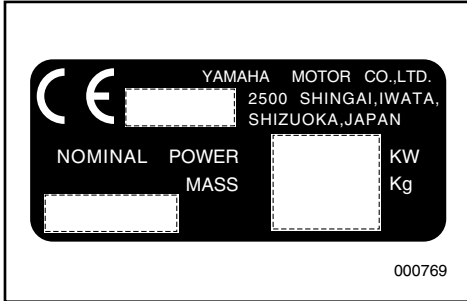 CE YAMAHA MOTOR CO.,LTD.
2500 SHINGAI,IWATA,
SHIZUOKA,JAPAN
NOMINAL POWER KW
MASS Kg
000769